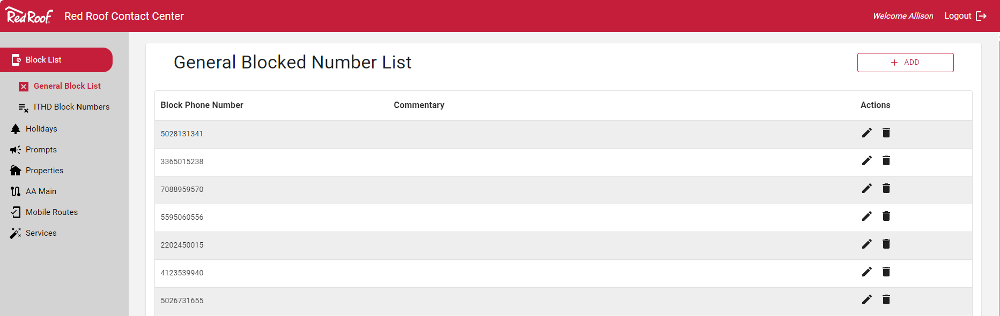 Red Roof Red Roof Contact Center Welcome Allison Logout
Block List
General Block List
ITHD Block Numbers
Holidays
Prompts
Properties
AA Main
Mobile Routes
Services
General Blocked Number List + ADD
Block Phone Number Commentary Actions
5028131341
3365015238
7088959570
5595060556
2202450015
4123539940
5026731655